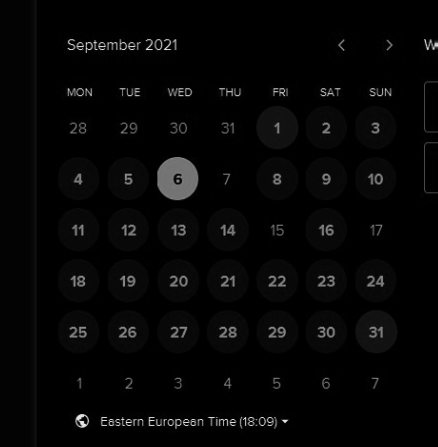 September 2021
MON TUE WED THU FRI SAT SUN
28 29 30 31 1 2 3
4 5 6 7 8 9 10
11 12 13 14 15 16 17
18 19 20 21 22 23 24
25 26 27 28 29 30 31
1 2 3 4 5 6 7
Eastern European Time (18:09)